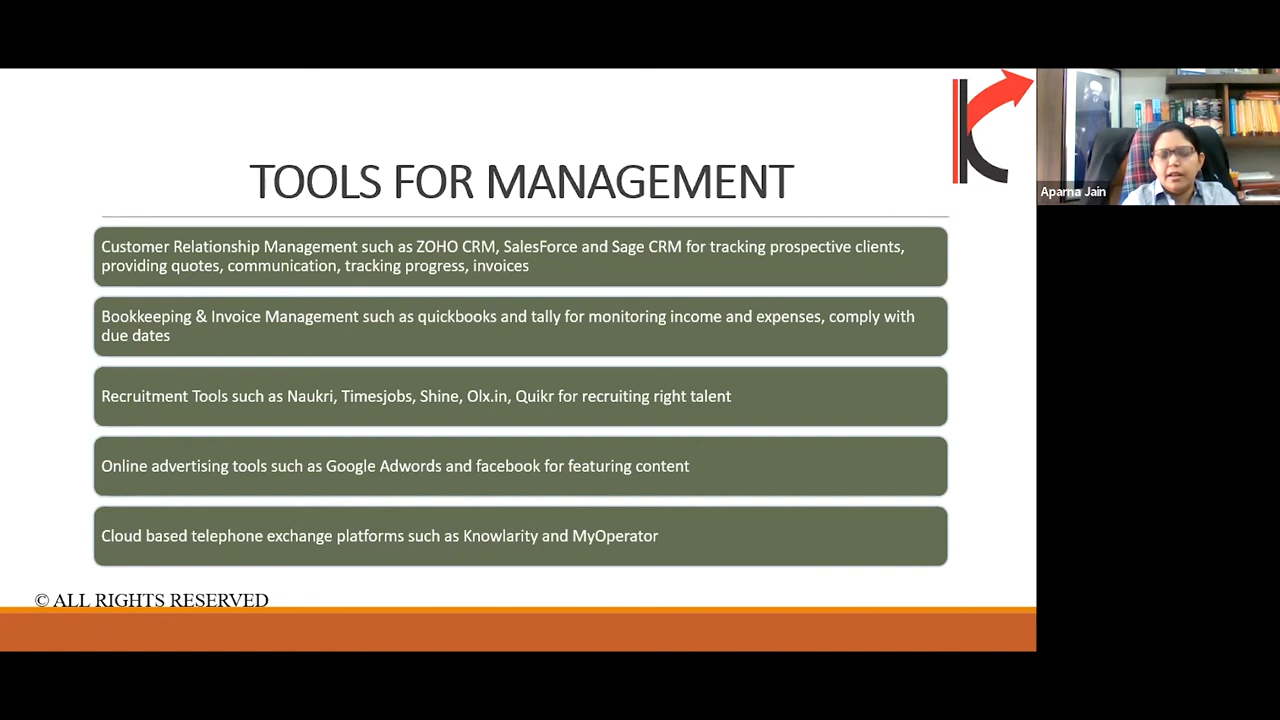 TOOLS FOR MANAGEMENT
Customer Relationship Management such as ZOHO CRM, SalesForce and Sage CRM for tracking prospective clients,
providing quotes, communication, tracking progress, invoices
Bookkeeping & Invoice Management such as quickbooks and tally for monitoring income and expenses, comply with
due dates
Recruitment Tools such as Naukri, Timesjobs, Shine, Olx.in, Quikr for recruiting right talent
Online advertising tools such as Google Adwords and facebook for featuring content
Cloud based telephone exchange platforms such as Knowlarity and MyOperator
© ALL RIGHTS RESERVED
Aparna Jain